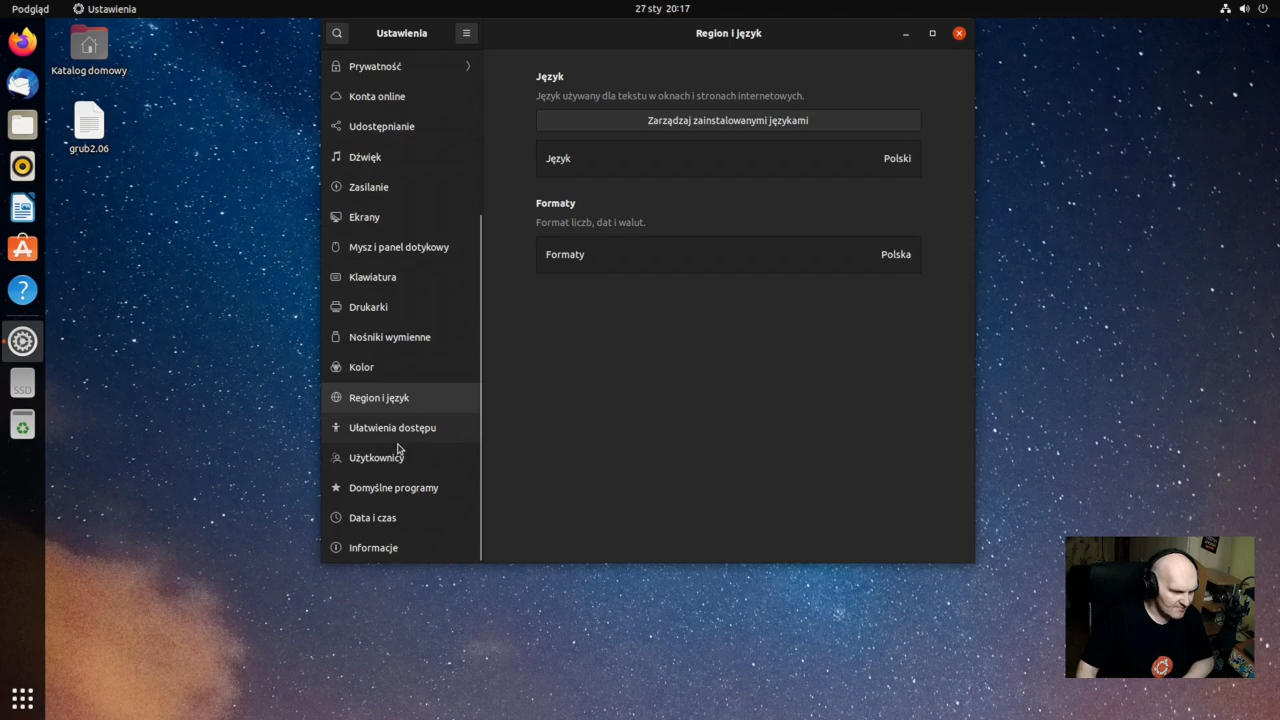 Podgląd
Ustawienia
27 sty 20:17
Katalog domowy
grub2.06
SSD
Ustawienia
Prywatność
Konta online
Udostępnianie
Dźwięk
Zasilanie
Ekrany
Mysz i panel dotykowy
Klawiatura
Drukarki
Nośniki wymienne
Kolor
Region i język
Ułatwienia dostępu
Użytkownicy
Domyślne programy
Data i czas
Informacje
Region i język
Język
Język używany dla tekstu w oknach i stronach internetowych.
Zarządzaj zainstalowanymi językami
Język Polski
Formaty
Format liczb, dat i walut.
Formaty Polska